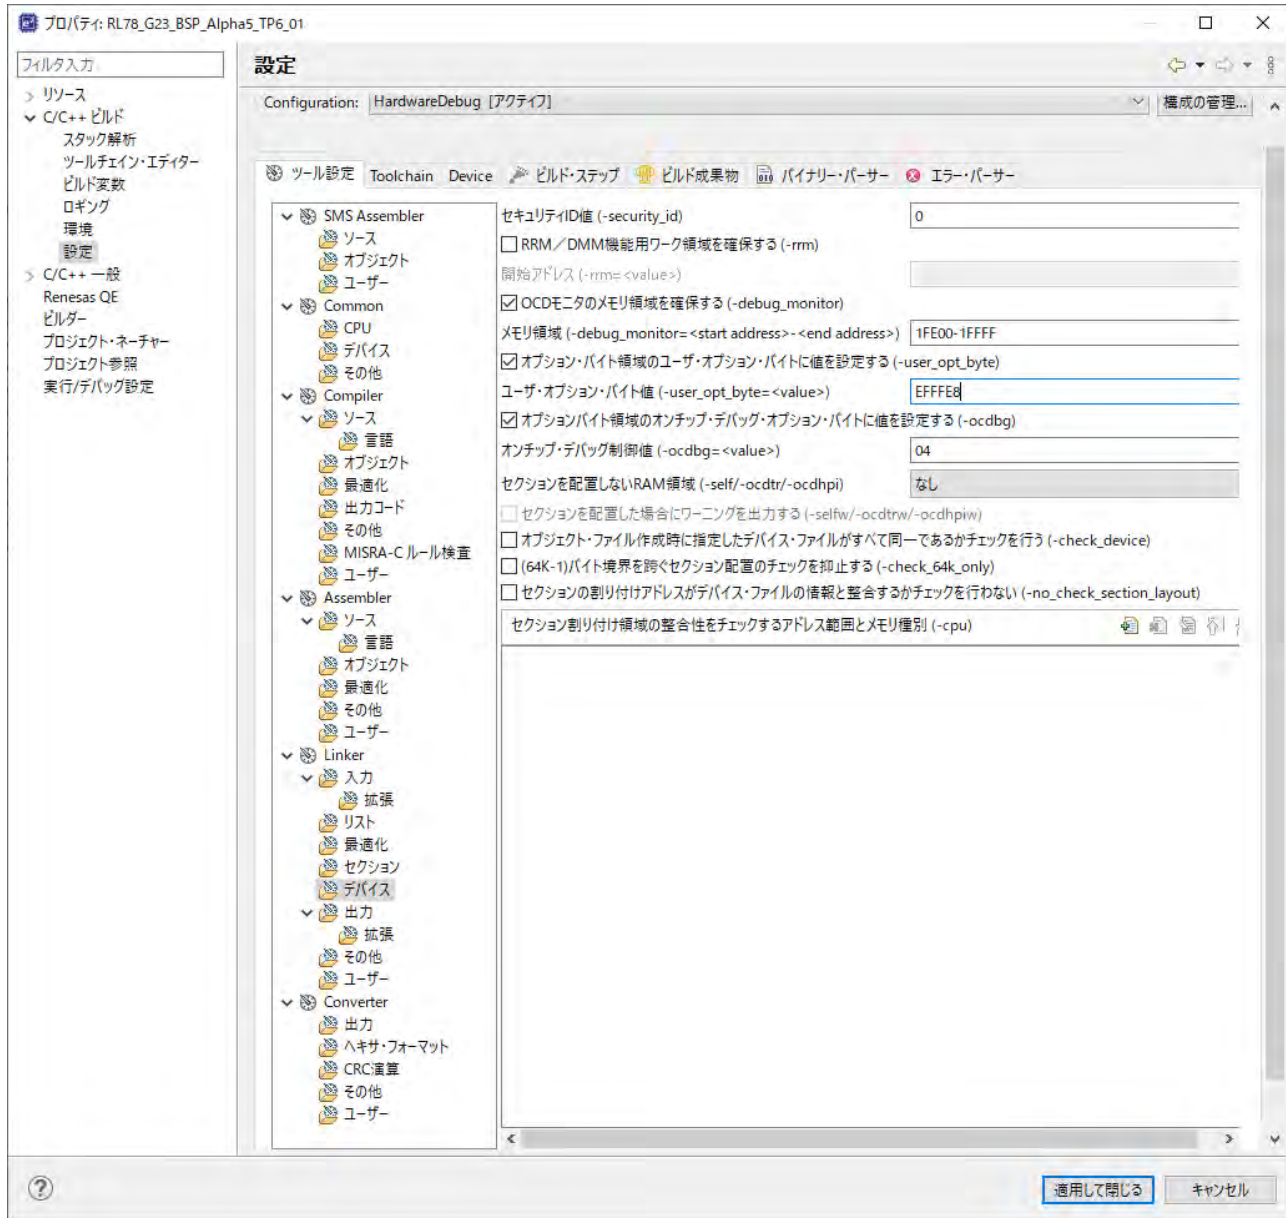 プロパティ: RL78_G23_BSP_Alpha5_TP6_01
フィルタ入力
リソース
C/C++ ビルド
スタック解析
ツールチェイン・エディター
ビルド変数
ロギング
環境
設定
C/C++ 一般
Renesas QE
ビルダー
プロジェクト・ネーチャー
プロジェクト参照
実行/デバッグ設定
設定
Configuration: HardwareDebug [アクティブ] 構成の管理...
ツール設定 Toolchain Device ビルド・ステップ ビルド成果物 バイナリー・パーサー エラー・パーサー
SMS Assembler
ソース
オブジェクト
ユーザー
Common
CPU
デバイス
その他
Compiler
ソース
言語
オブジェクト
最適化
出力コード
その他
MISRA-C ルール検査
ユーザー
Assembler
ソース
言語
オブジェクト
最適化
その他
ユーザー
Linker
入力
拡張
リスト
最適化
セクション
デバイス
出力
拡張
その他
ユーザー
Converter
出力
ヘキサ・フォーマット
CRC演算
その他
ユーザー
セキュリティID値 (-security_id) 0
RRM／DMM機能用ワーク領域を確保する (-rrm)
開始アドレス (-rrm=<value>)
OCDモニタのメモリ領域を確保する (-debug_monitor)
メモリ領域 (-debug_monitor=<start address>-<end address>) 1FE00-1FFFF
オプション・バイト領域のユーザ・オプション・バイトに値を設定する (-user_opt_byte)
ユーザ・オプション・バイト値 (-user_opt_byte=<value>) EFFFE8
オプションバイト領域のオンチップ・デバッグ・オプション・バイトに値を設定する (-ocdbg)
オンチップ・デバッグ制御値 (-ocdbg=<value>) 04
セクションを配置しないRAM領域 (-self/-ocdtr/-ocdhpi) なし
セクションを配置した場合にワーニングを出力する (-selfw/-ocdtrw/-ocdhpiw)
オブジェクト・ファイル作成時に指定したデバイス・ファイルがすべて同一であるかチェックを行う (-check_device)
(64K-1)バイト境界を跨ぐセクション配置のチェックを抑止する (-check_64k_only)
セクションの割り付けアドレスがデバイス・ファイルの情報と整合するかチェックを行わない (-no_check_section_layout)
セクション割り付け領域の整合性をチェックするアドレス範囲とメモリ種別 (-cpu)
適用して閉じる キャンセル